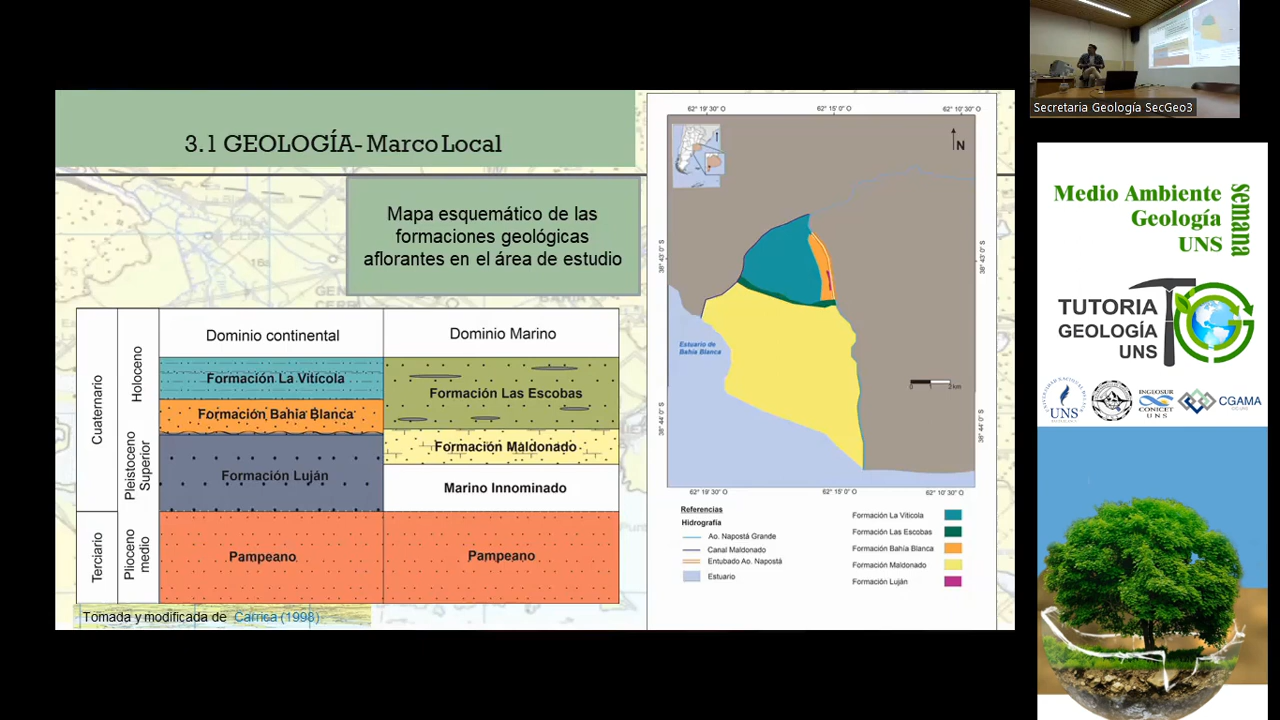 3.1 GEOLOGÍA- Marco Local
Mapa esquemático de las
formaciones geológicas
aflorantes en el área de estudio
Cuaternario
Terciario
Holoceno
Pleistoceno
Superior
Plioceno
medio
Dominio continental
Dominio Marino
Formación La Vitícola
Formación Las Escobas
Formación Bahía Blanca
Formación Maldonado
Formación Luján
Marino Innominado
Pampeano
Pampeano
Tomada y modificada de Carrica (1998)
62° 19' 30" O
62° 15' 0" O
62° 10' 30" O
N
38° 43' 0" S
38° 43' 0" S
Estuario de
Bahía Blanca
0 1 2 km
38° 44' 0" S
38° 44' 0" S
62° 19' 30" O
62° 15' 0" O
62° 10' 30" O
Referencias
Hidrografía
Ao. Napostá Grande
Canal Maldonado
Entubado Ao. Napostá
Estuario
Formación La Vitícola
Formación Las Escobas
Formación Bahía Blanca
Formación Maldonado
Formación Luján
Secretaria Geología SecGeo3
Medio Ambiente
Geología
UNS
semana
TUTORIA
GEOLOGÍA
UNS
UNS
INGEOSUR
CONICET
UNS
CGAMA